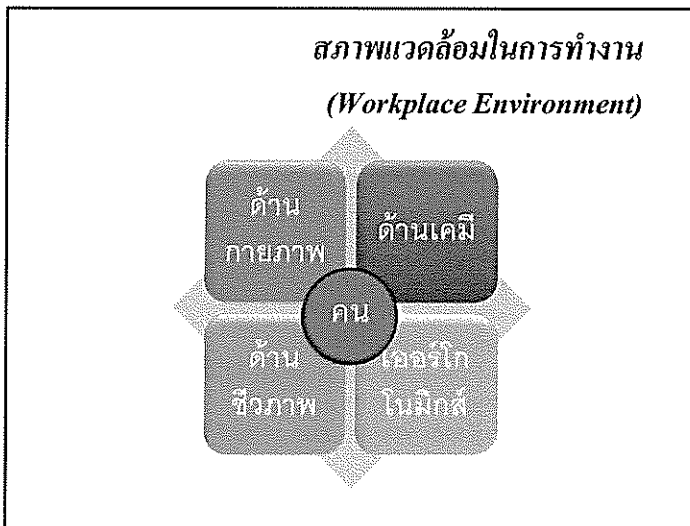 สภาพแวดล้อมในการทำงาน
(Workplace Environment)
ด้าน
กายภาพ
ด้านเคมี
คน
ด้าน
ชีวภาพ
เออร์โก
โนมิกส์